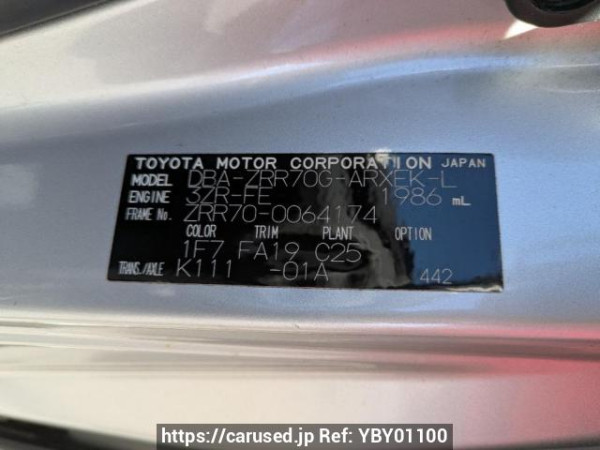 TOYOTA MOTOR CORPORATION JAPAN
MODEL DBA-ZRR70G-ARXEK-L
ENGINE 3ZR-FE 1986 mL
FRAME No. ZRR70-0064174
COLOR TRIM PLANT OPTION
1F7 FA19 C25
TRANS./AXLE K111 -01A 442
https://carused.jp Ref: YBY01100